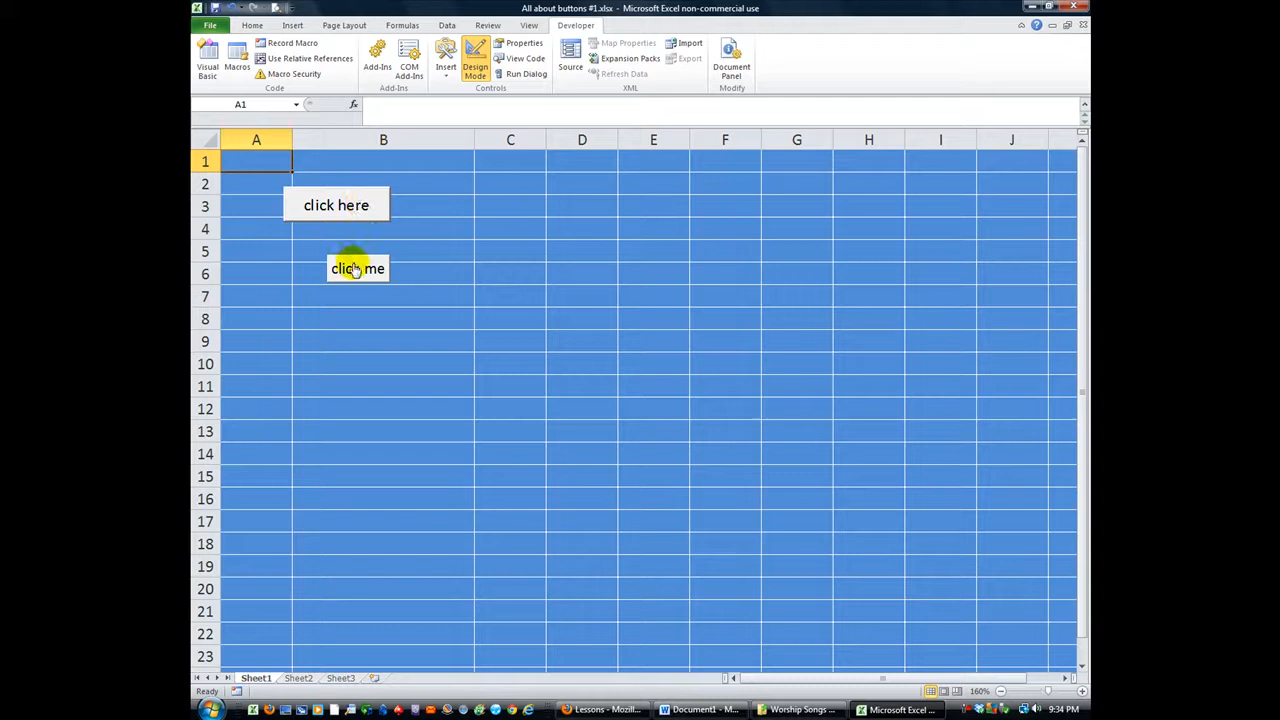 All about buttons #1.xlsx - Microsoft Excel non-commercial use
File Home Insert Page Layout Formulas Data Review View Developer
Visual Basic
Macros
Record Macro
Use Relative References
Macro Security
Code
Add-Ins
COM Add-Ins
Add-Ins
Insert
Design Mode
Properties
View Code
Run Dialog
Controls
Source
Map Properties
Expansion Packs
Refresh Data
Import
Export
XML
Document Panel
Modify
A1 fx
A B C D E F G H I J
1
2
3
click here
4
5
6
click me
7
8
9
10
11
12
13
14
15
16
17
18
19
20
21
22
23
Sheet1 Sheet2 Sheet3
Ready 160%
Lessons - Mozill... Document1 - M... Worship Songs ... Microsoft Exce... 9:34 PM